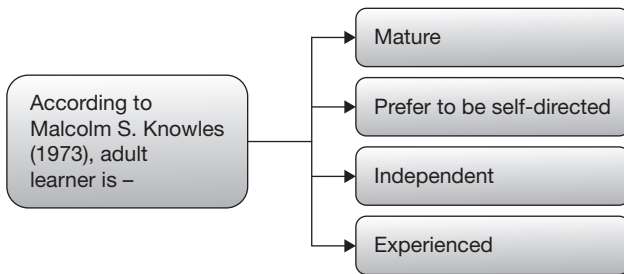 According to
Malcolm S. Knowles
(1973), adult
learner is –
Mature
Prefer to be self-directed
Independent
Experienced